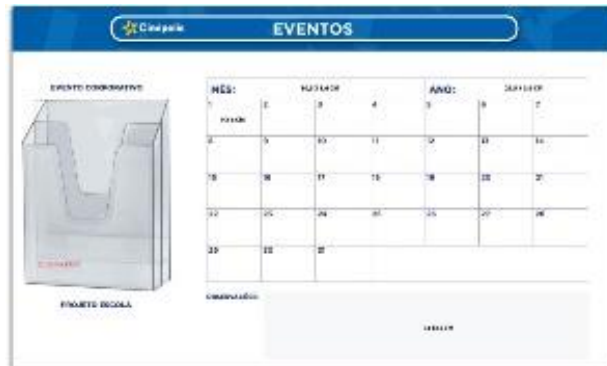 Cinépolis EVENTOS
EVENTO CORPORATIVO
MÊS: ANO:
1 2 3 4 5 6 7
8 9 10 11 12 13 14
15 16 17 18 19 20 21
22 23 24 25 26 27 28
29 30 31
PROJETO ESCOLA
OBSERVAÇÕES: